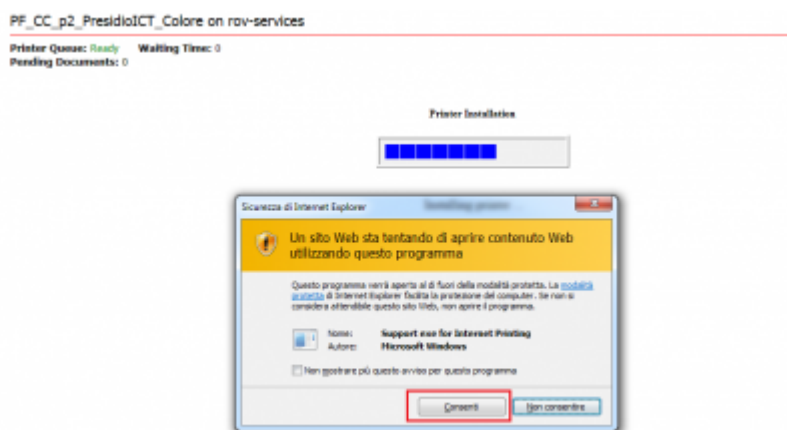 PF_CC_p2_PresidioICT_Colore on rov-services
Printer Queue: Ready Waiting Time: 0
Pending Documents: 0
Printer Installation
Sicurezza di Internet Explorer
Un sito Web sta tentando di aprire contenuto Web
utilizzando questo programma
Questo programma verrà aperto al di fuori della modalità protetta. La modalità
protetta di Internet Explorer facilita la protezione del computer. Se non si
considera attendibile questo sito Web, non aprire il programma.
Nome: Support exe for Internet Printing
Autore: Microsoft Windows
Non mostrare più questo avviso per questo programma
Consenti Non consentire